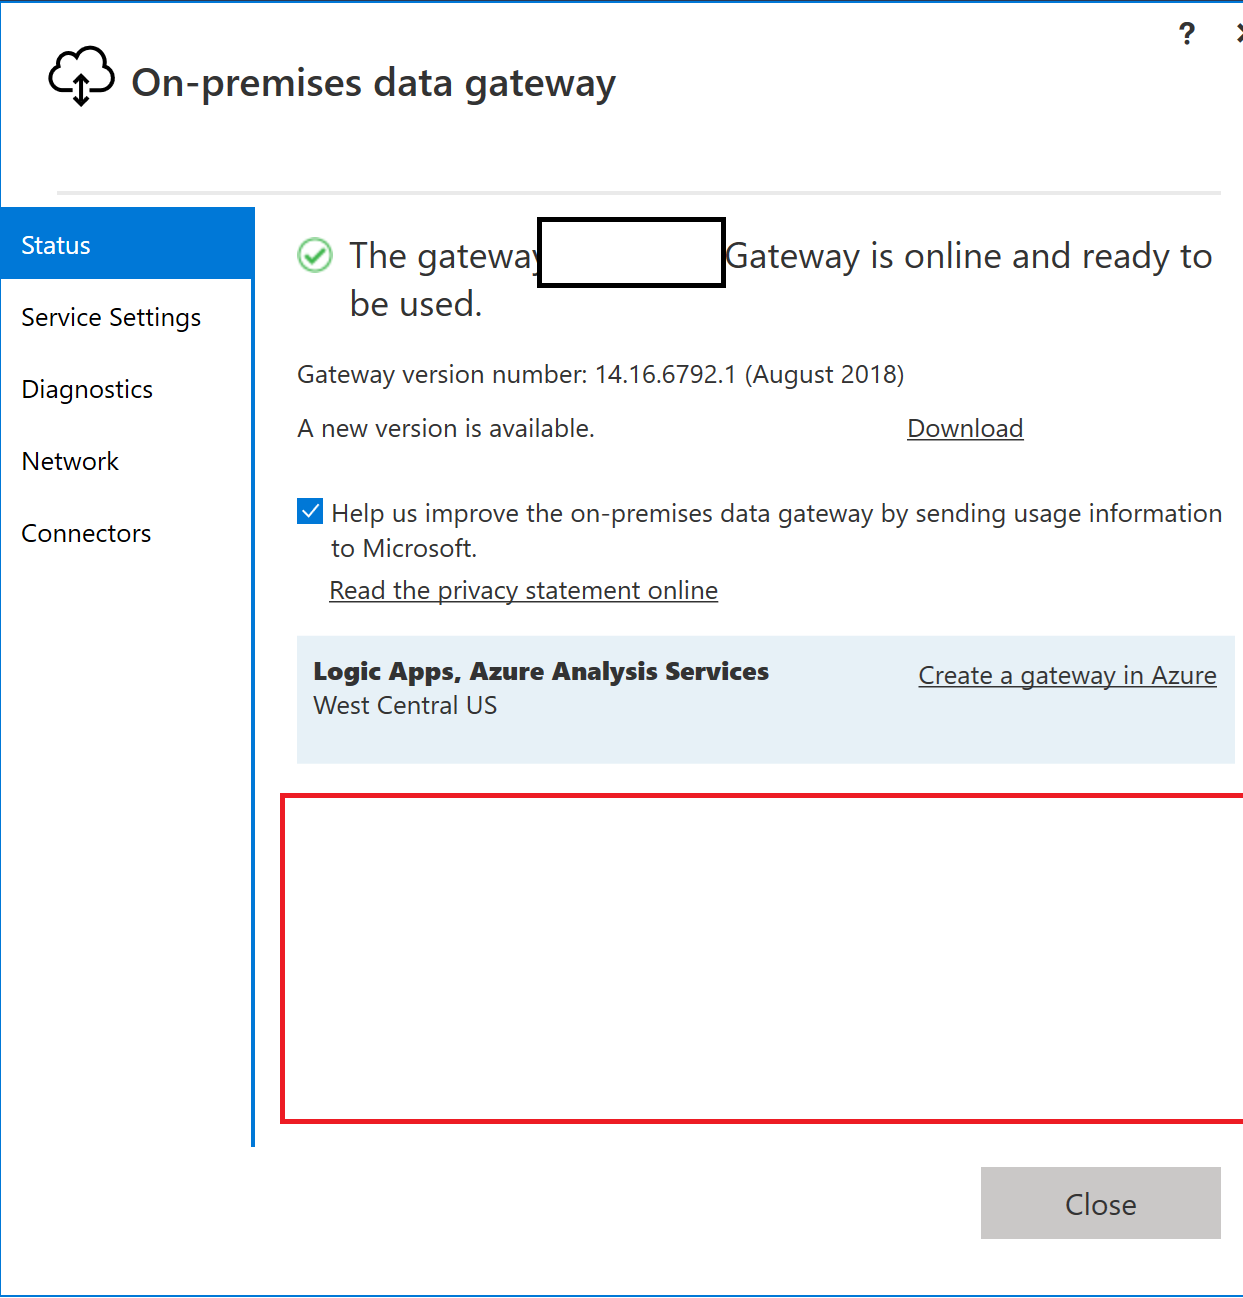 ?
On-premises data gateway
Status
Service Settings
Diagnostics
Network
Connectors
The gateway Gateway is online and ready to
be used.
Gateway version number: 14.16.6792.1 (August 2018)
A new version is available. Download
Help us improve the on-premises data gateway by sending usage information
to Microsoft.
Read the privacy statement online
Logic Apps, Azure Analysis Services Create a gateway in Azure
West Central US
Close